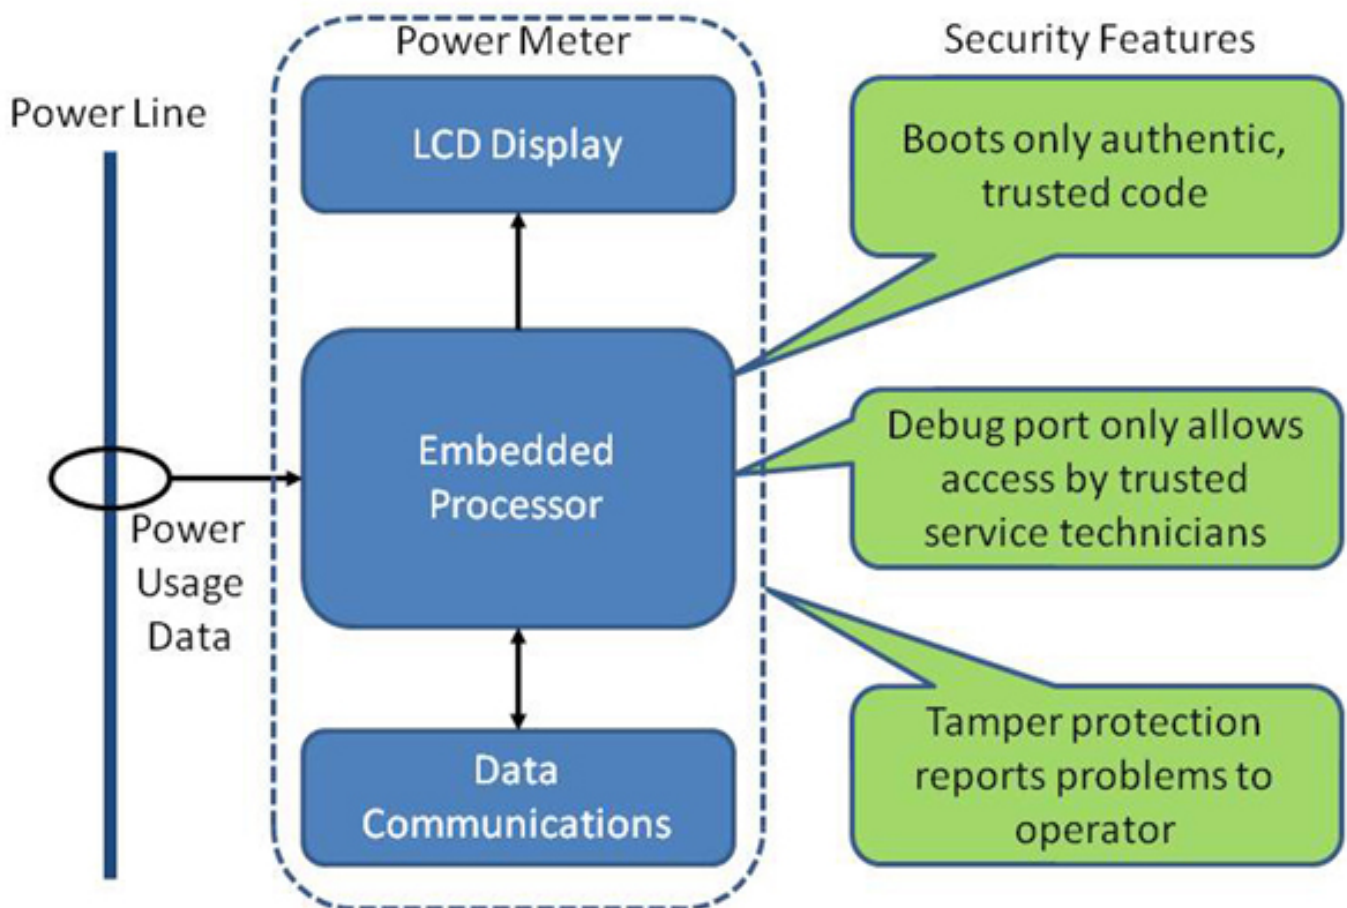 Power Meter
Security Features
Power Line
LCD Display
Boots only authentic,
trusted code
Embedded
Processor
Debug port only allows
access by trusted
service technicians
Power
Usage
Data
Data
Communications
Tamper protection
reports problems to
operator